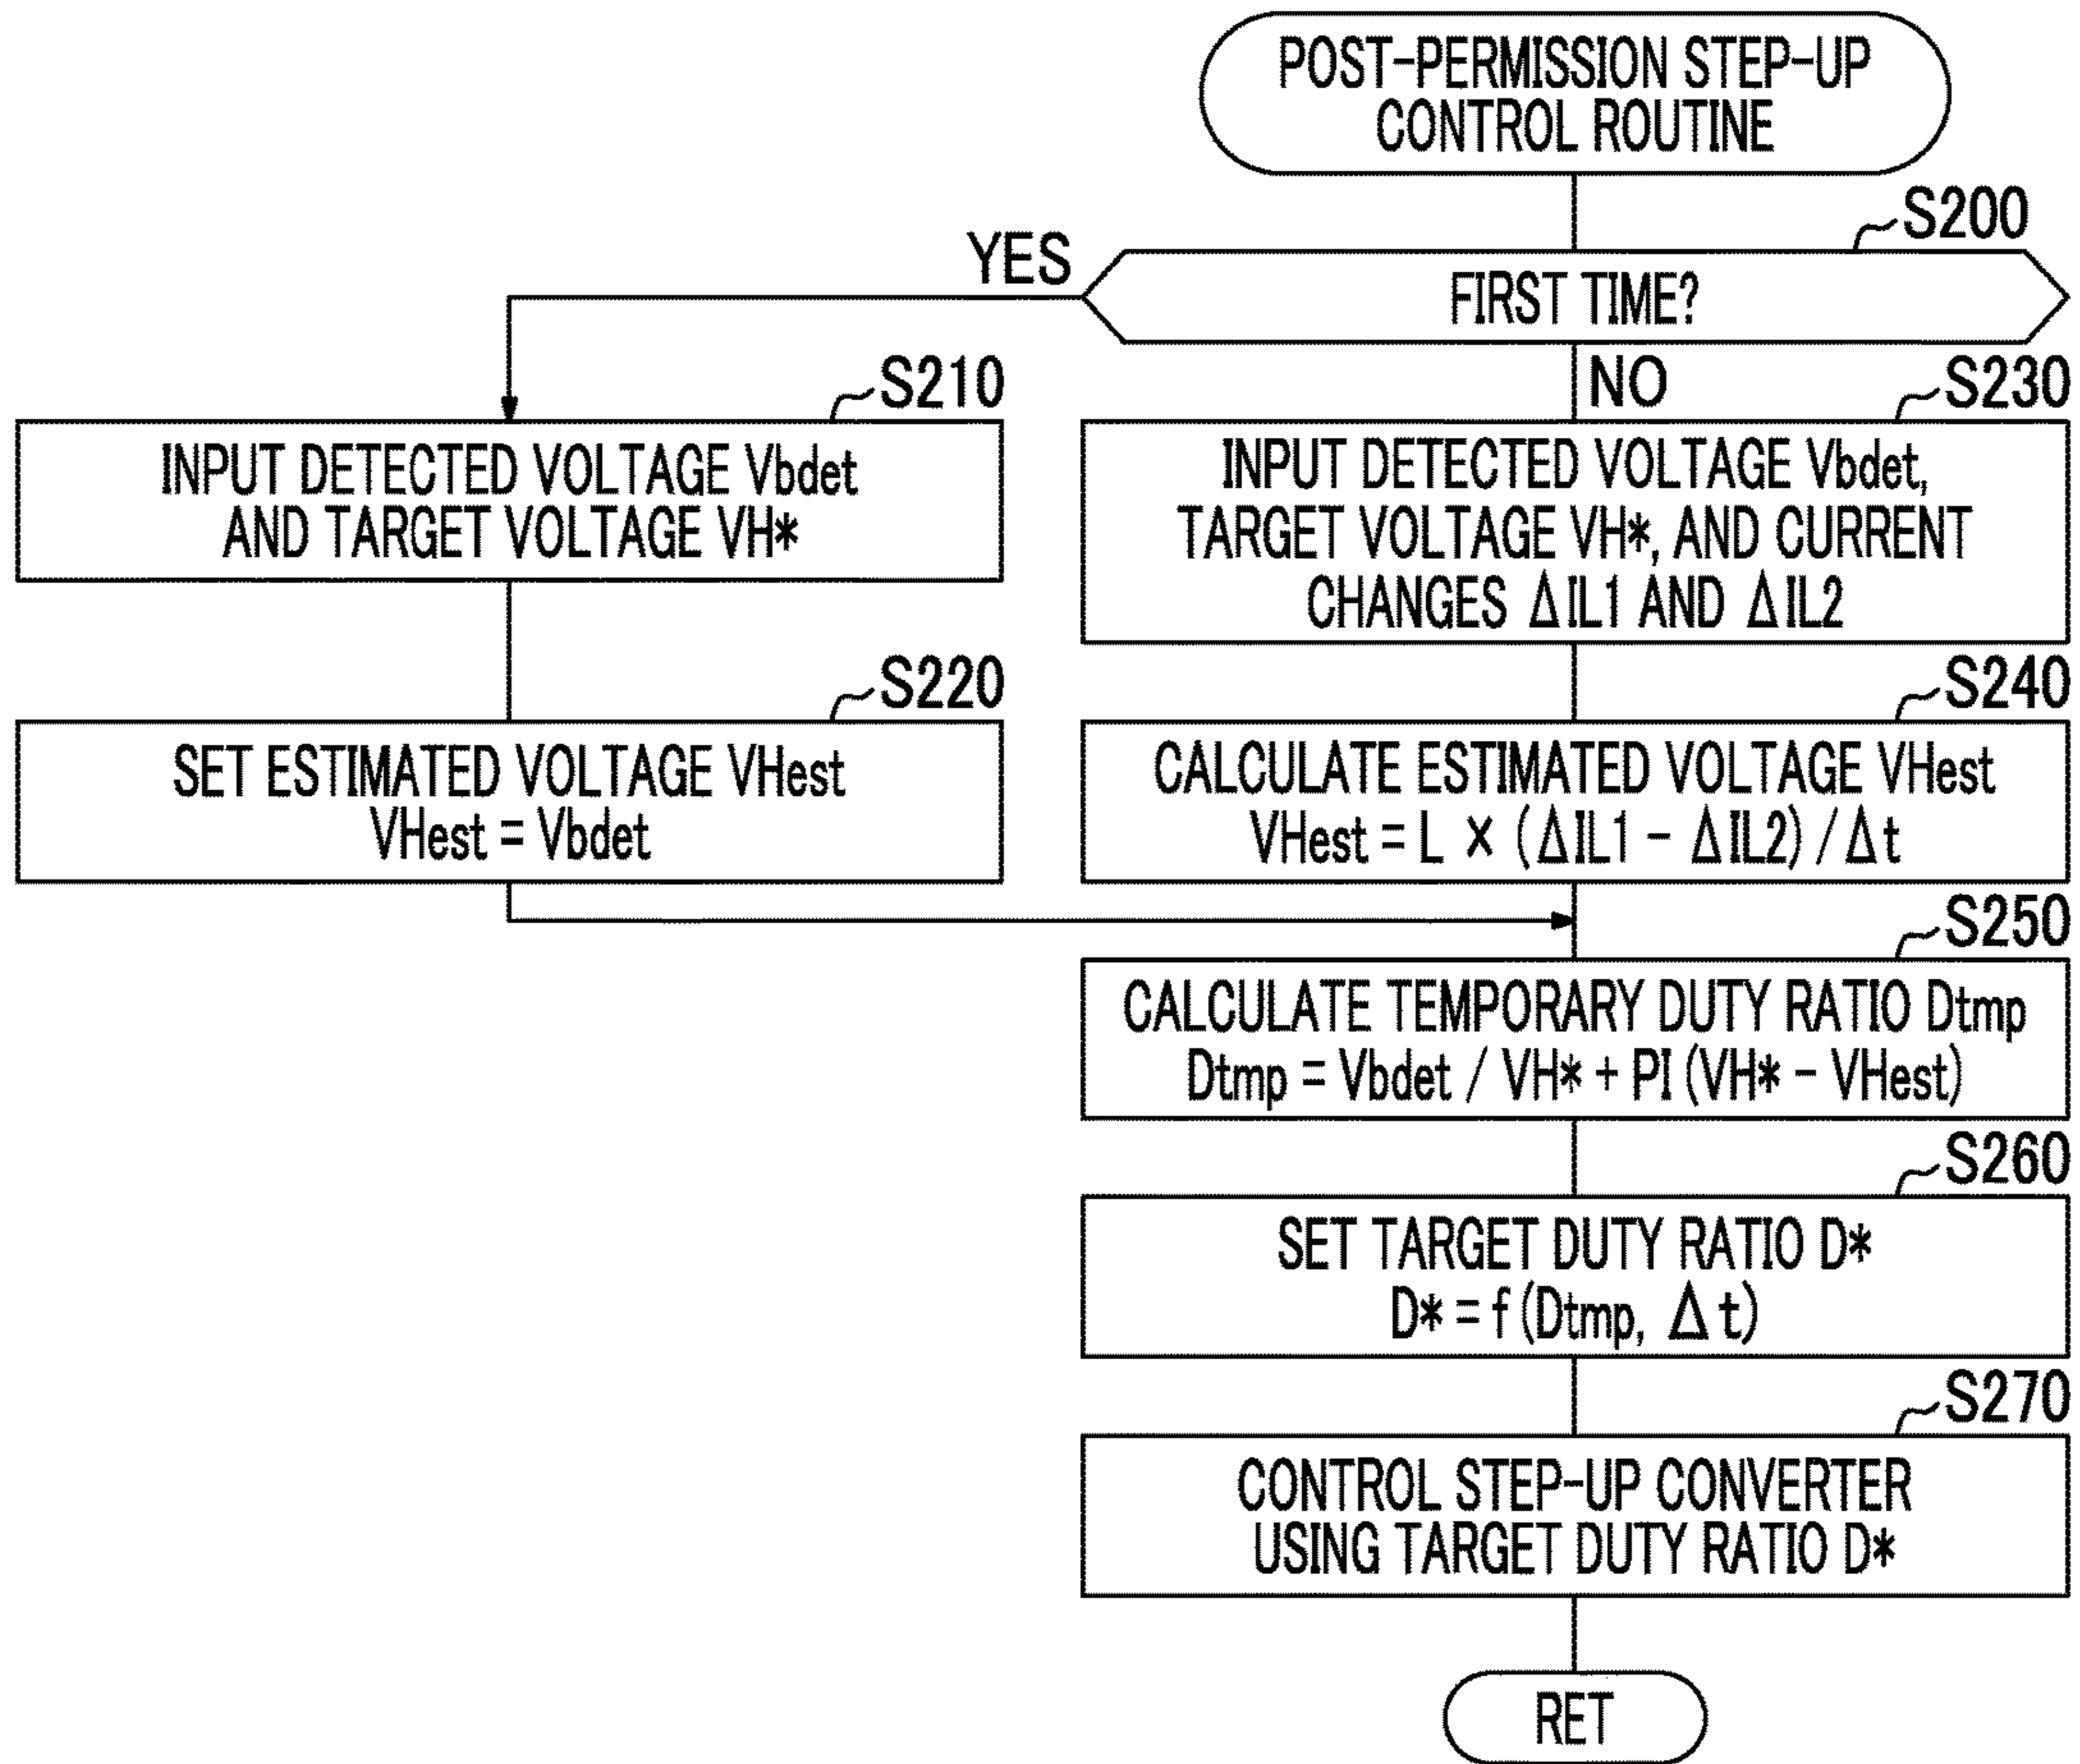 POST-PERMISSION STEP-UP
CONTROL ROUTINE
S200
YES
FIRST TIME?
NO
S210
INPUT DETECTED VOLTAGE Vbdet
AND TARGET VOLTAGE VH*
S230
INPUT DETECTED VOLTAGE Vbdet,
TARGET VOLTAGE VH*, AND CURRENT
CHANGES ΔIL1 AND ΔIL2
S220
SET ESTIMATED VOLTAGE VHest
VHest = Vbdet
S240
CALCULATE ESTIMATED VOLTAGE VHest
VHest = L × (ΔIL1 - ΔIL2) / Δt
S250
CALCULATE TEMPORARY DUTY RATIO Dtmp
Dtmp = Vbdet / VH* + PI (VH* - VHest)
S260
SET TARGET DUTY RATIO D*
D* = f (Dtmp, Δt)
S270
CONTROL STEP-UP CONVERTER
USING TARGET DUTY RATIO D*
RET